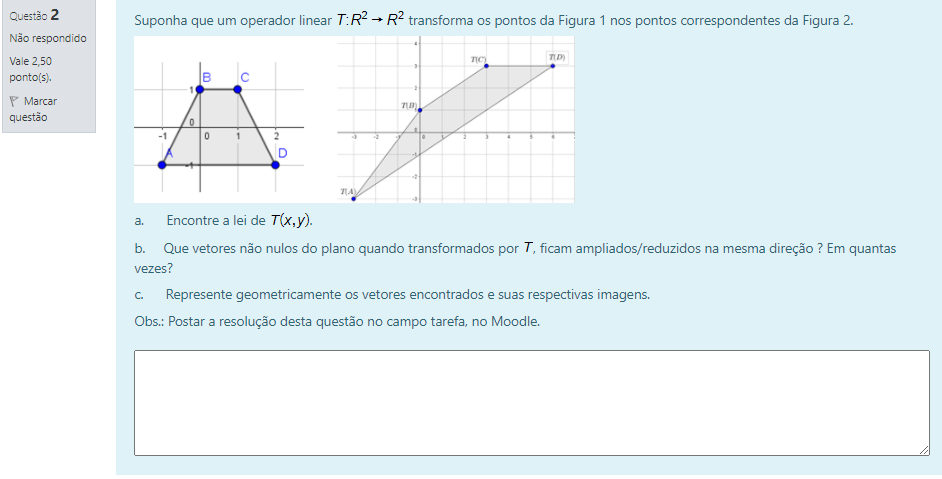 Questão 2
Não respondido
Vale 2,50
ponto(s).
Marcar
questão
Suponha que um operador linear T:R² → R² transforma os pontos da Figura 1 nos pontos correspondentes da Figura 2.
B C
1
0
-1 0 1 2
A D
-1
T(C) T(D)
T(B)
T(A)
a. Encontre a lei de T(x,y).
b. Que vetores não nulos do plano quando transformados por T, ficam ampliados/reduzidos na mesma direção ? Em quantas
vezes?
c. Represente geometricamente os vetores encontrados e suas respectivas imagens.
Obs.: Postar a resolução desta questão no campo tarefa, no Moodle.